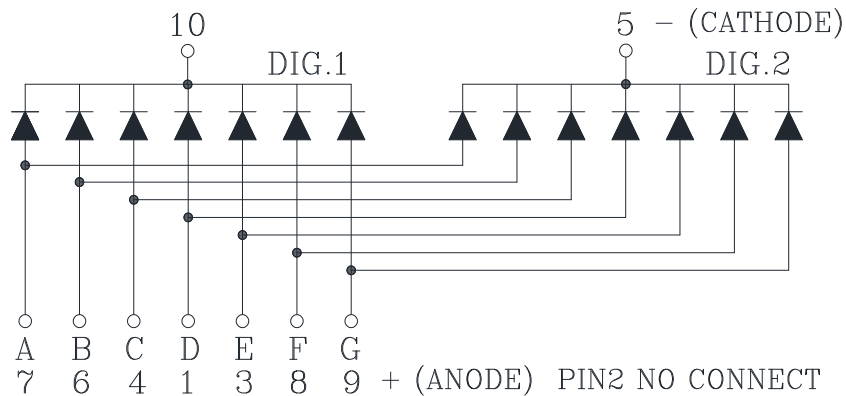 10
5 - (CATHODE)
DIG.1
DIG.2
A B C D E F G
7 6 4 1 3 8 9 + (ANODE) PIN2 NO CONNECT